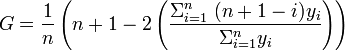 G = \frac{1}{n} \left( n + 1 - 2 \left( \frac{\Sigma_{i=1}^{n} \; (n+1-i) y_i}{\Sigma_{i=1}^{n} y_i} \right) \right)